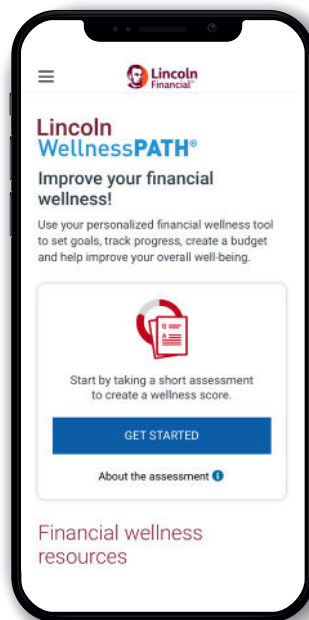 Lincoln
Financial™
Lincoln
WellnessPATH®
Improve your financial
wellness!
Use your personalized financial wellness tool
to set goals, track progress, create a budget
and help improve your overall well-being.
Q
A
Start by taking a short assessment
to create a wellness score.
GET STARTED
About the assessment i
Financial wellness
resources